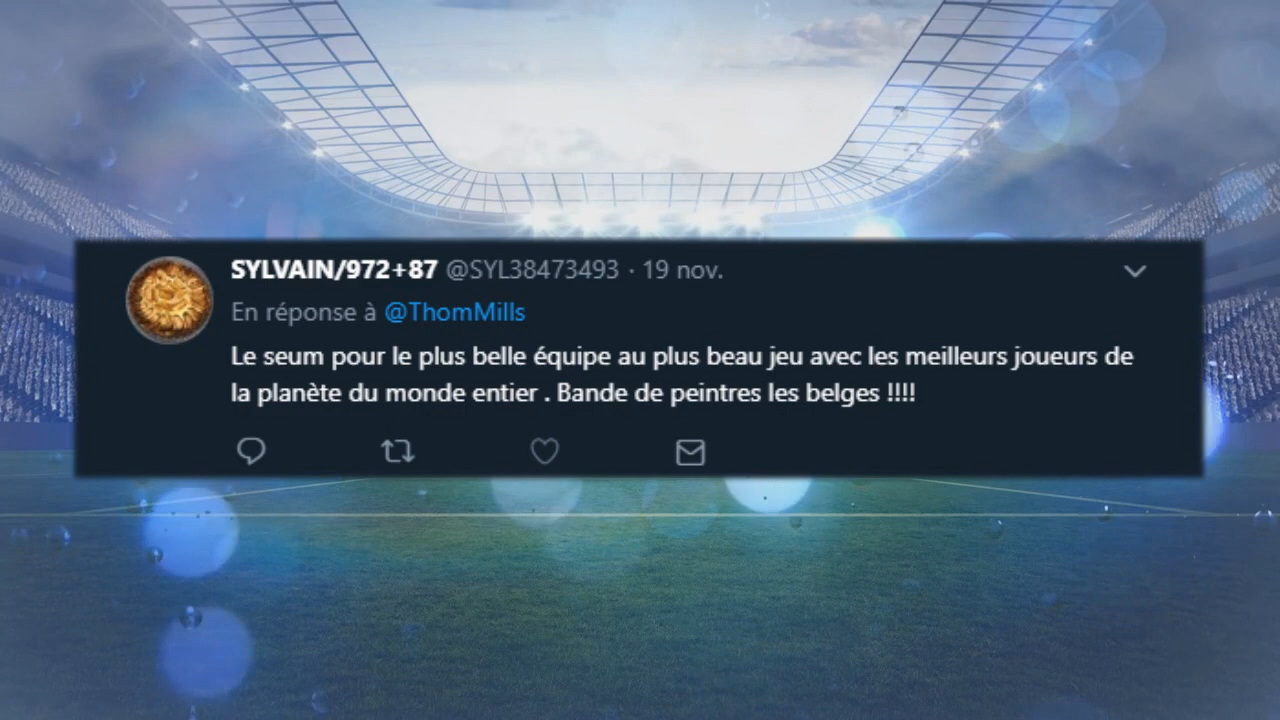 SYLVAIN/972+87 @SYL38473493 · 19 nov.
En réponse à @ThomMills
Le seum pour le plus belle équipe au plus beau jeu avec les meilleurs joueurs de
la planète du monde entier . Bande de peintres les belges !!!!